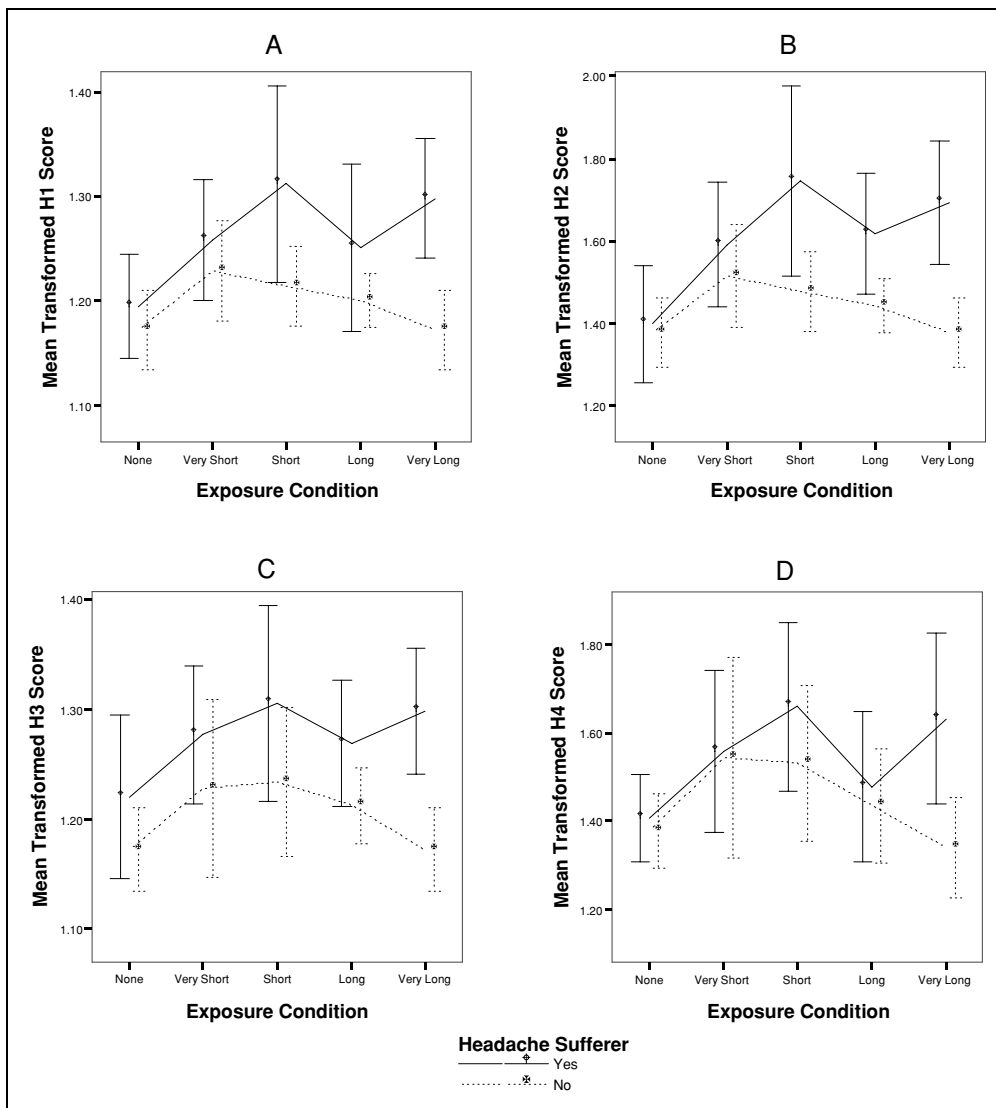 A
Mean Transformed H1 Score
1.40
1.30
1.20
1.10
None Very Short Short Long Very Long
Exposure Condition
B
Mean Transformed H2 Score
2.00
1.80
1.60
1.40
1.20
None Very Short Short Long Very Long
Exposure Condition
C
Mean Transformed H3 Score
1.40
1.30
1.20
1.10
None Very Short Short Long Very Long
Exposure Condition
D
Mean Transformed H4 Score
1.80
1.60
1.40
1.20
None Very Short Short Long Very Long
Exposure Condition
Headache Sufferer
Yes
No